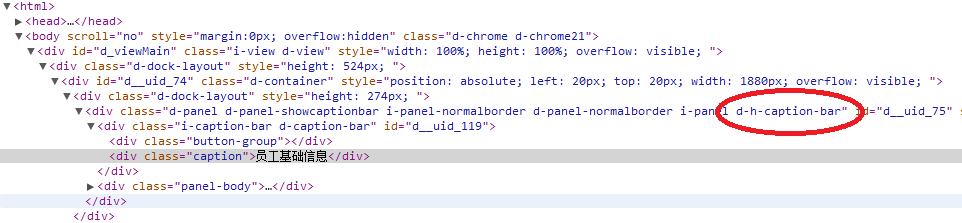 ▼<html>
▶<head>…</head>
▼<body scroll="no" style="margin:0px; overflow:hidden" class="d-chrome d-chrome21">
▼<div id="d_viewMain" class="i-view d-view" style="width: 100%; height: 100%; overflow: visible; ">
▼<div class="d-dock-layout" style="height: 524px; ">
▼<div id="d__uid_74" class="d-container" style="position: absolute; left: 20px; top: 20px; width: 1880px; overflow: visible; ">
▼<div class="d-dock-layout" style="height: 274px; ">
▼<div class="d-panel d-panel-showcaptionbar i-panel-normalborder d-panel-normalborder i-panel d-h-caption-bar" id="d__uid_75" s
▼<div class="i-caption-bar d-caption-bar" id="d__uid_119">
<div class="button-group"></div>
<div class="caption">员工基础信息</div>
</div>
▶<div class="panel-body">…</div>
</div>
</div>